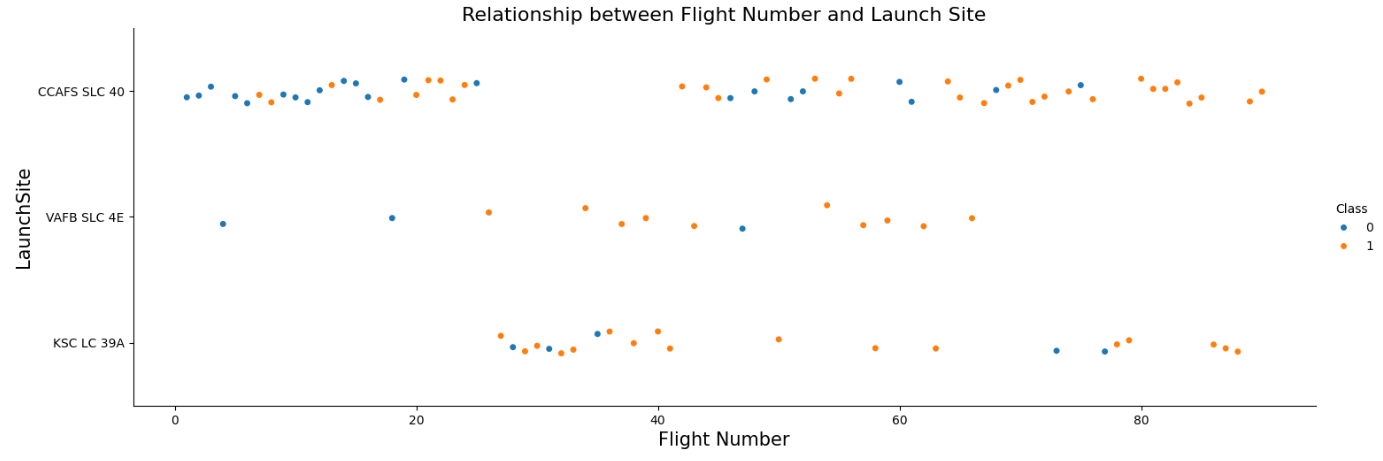 Relationship between Flight Number and Launch Site
LaunchSite
CCAFS SLC 40
VAFB SLC 4E
KSC LC 39A
0
20
40
60
80
Flight Number
Class
0
1